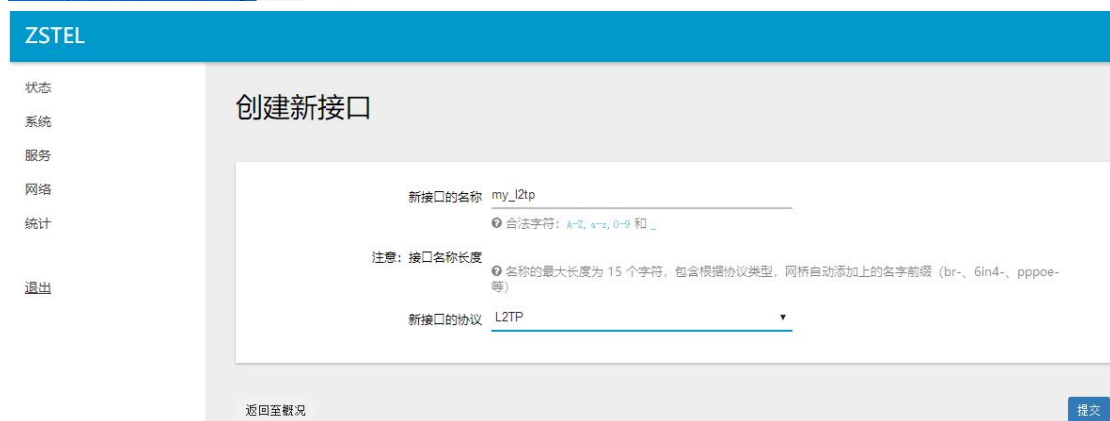 ZSTEL
状态
系统
服务
网络
统计
退出
创建新接口
新接口的名称 my_l2tp
合法字符: A-Z, a-z, 0-9 和 _
注意: 接口名称长度
名称的最大长度为 15 个字符, 包含根据协议类型, 网桥自动添加上的名字前缀 (br-、6in4-、pppoe-
等)
新接口的协议 L2TP
返回至概况
提交